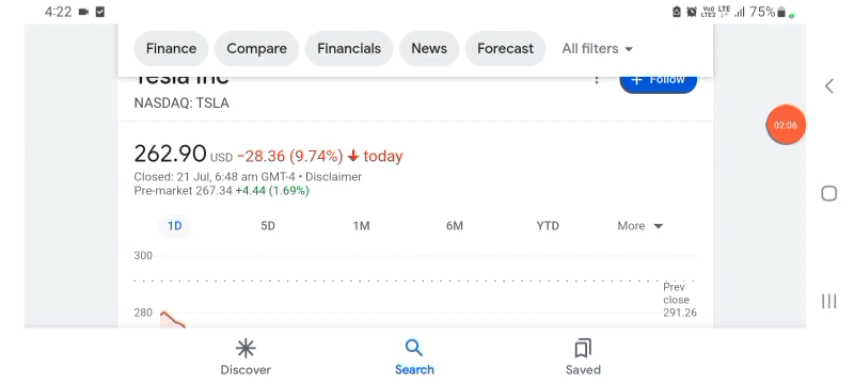 4:22
75%
Finance Compare Financials News Forecast All filters
Tesla Inc
+ Follow
NASDAQ: TSLA
02:06
262.90 USD −28.36 (9.74%) today
Closed: 21 Jul, 6:48 am GMT-4 • Disclaimer
Pre-market 267.34 +4.44 (1.69%)
1D 5D 1M 6M YTD More
300
Prev
close
291.26
280
Discover Search Saved